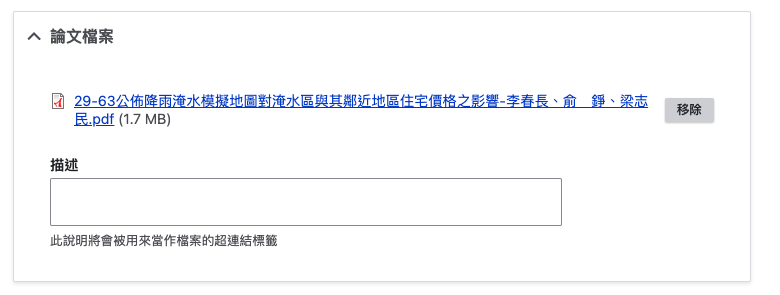 論文檔案
29-63公佈降雨淹水模擬地圖對淹水區與其鄰近地區住宅價格之影響-李春長、俞　錚、梁志
民.pdf (1.7 MB)
移除
描述
此說明將會被用來當作檔案的超連結標籤